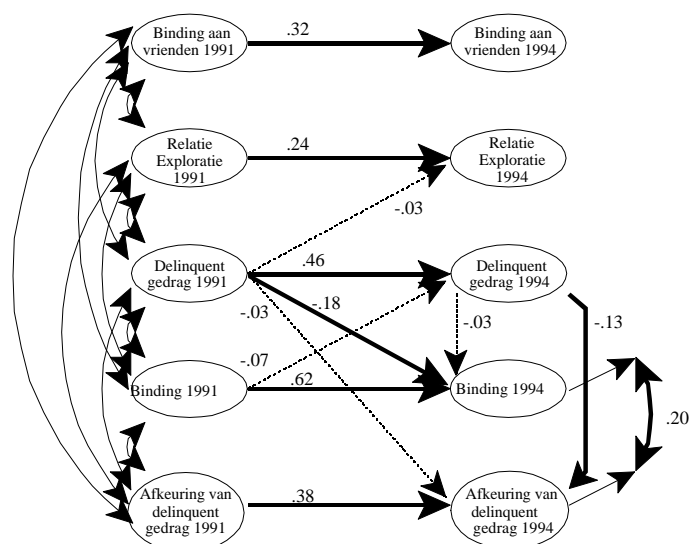 Binding aan
vrienden 1991
.32
Binding aan
vrienden 1994
Relatie
Exploratie
1991
.24
Relatie
Exploratie
1994
-.03
Delinquent
gedrag 1991
.46
Delinquent
gedrag 1994
-.18
-.03
-.03
-.13
-.07
Binding 1991
.62
Binding 1994
.20
Afkeuring van
delinquent
gedrag 1991
.38
Afkeuring van
delinquent
gedrag 1994